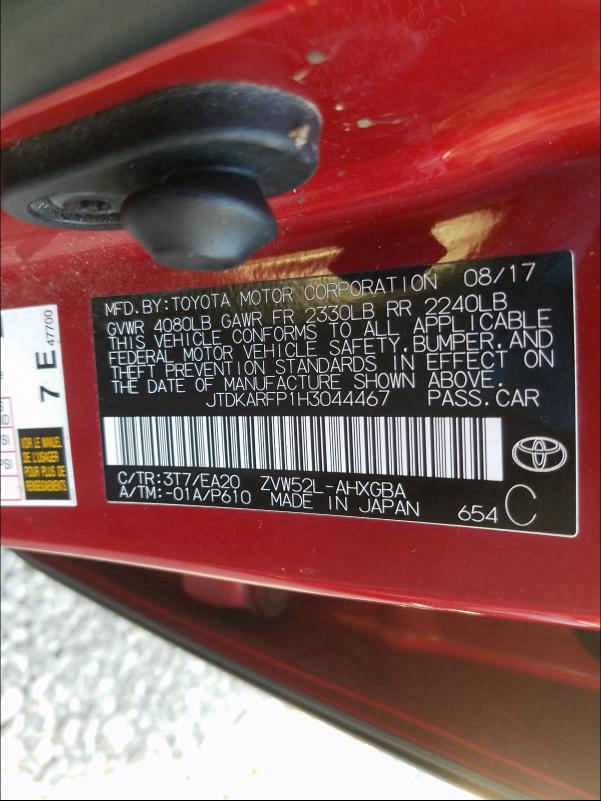 MFD.BY:TOYOTA MOTOR CORPORATION 08/17
GVWR 4080LB GAWR FR 2330LB RR 2240LB
THIS VEHICLE CONFORMS TO ALL APPLICABLE
FEDERAL MOTOR VEHICLE SAFETY,BUMPER,AND
THEFT PREVENTION STANDARDS IN EFFECT ON
THE DATE OF MANUFACTURE SHOWN ABOVE.
JTDKARFP1H3044467 PASS.CAR
C/TR:3T7/EA20 ZVW52L-AHXGBA
A/TM:-01A/P610 MADE IN JAPAN 654 C
7 E 47700
VOIR LE MANUEL
DE L'USAGER
POUR PLUS DE
RENSEIGNEMENTS
PSI